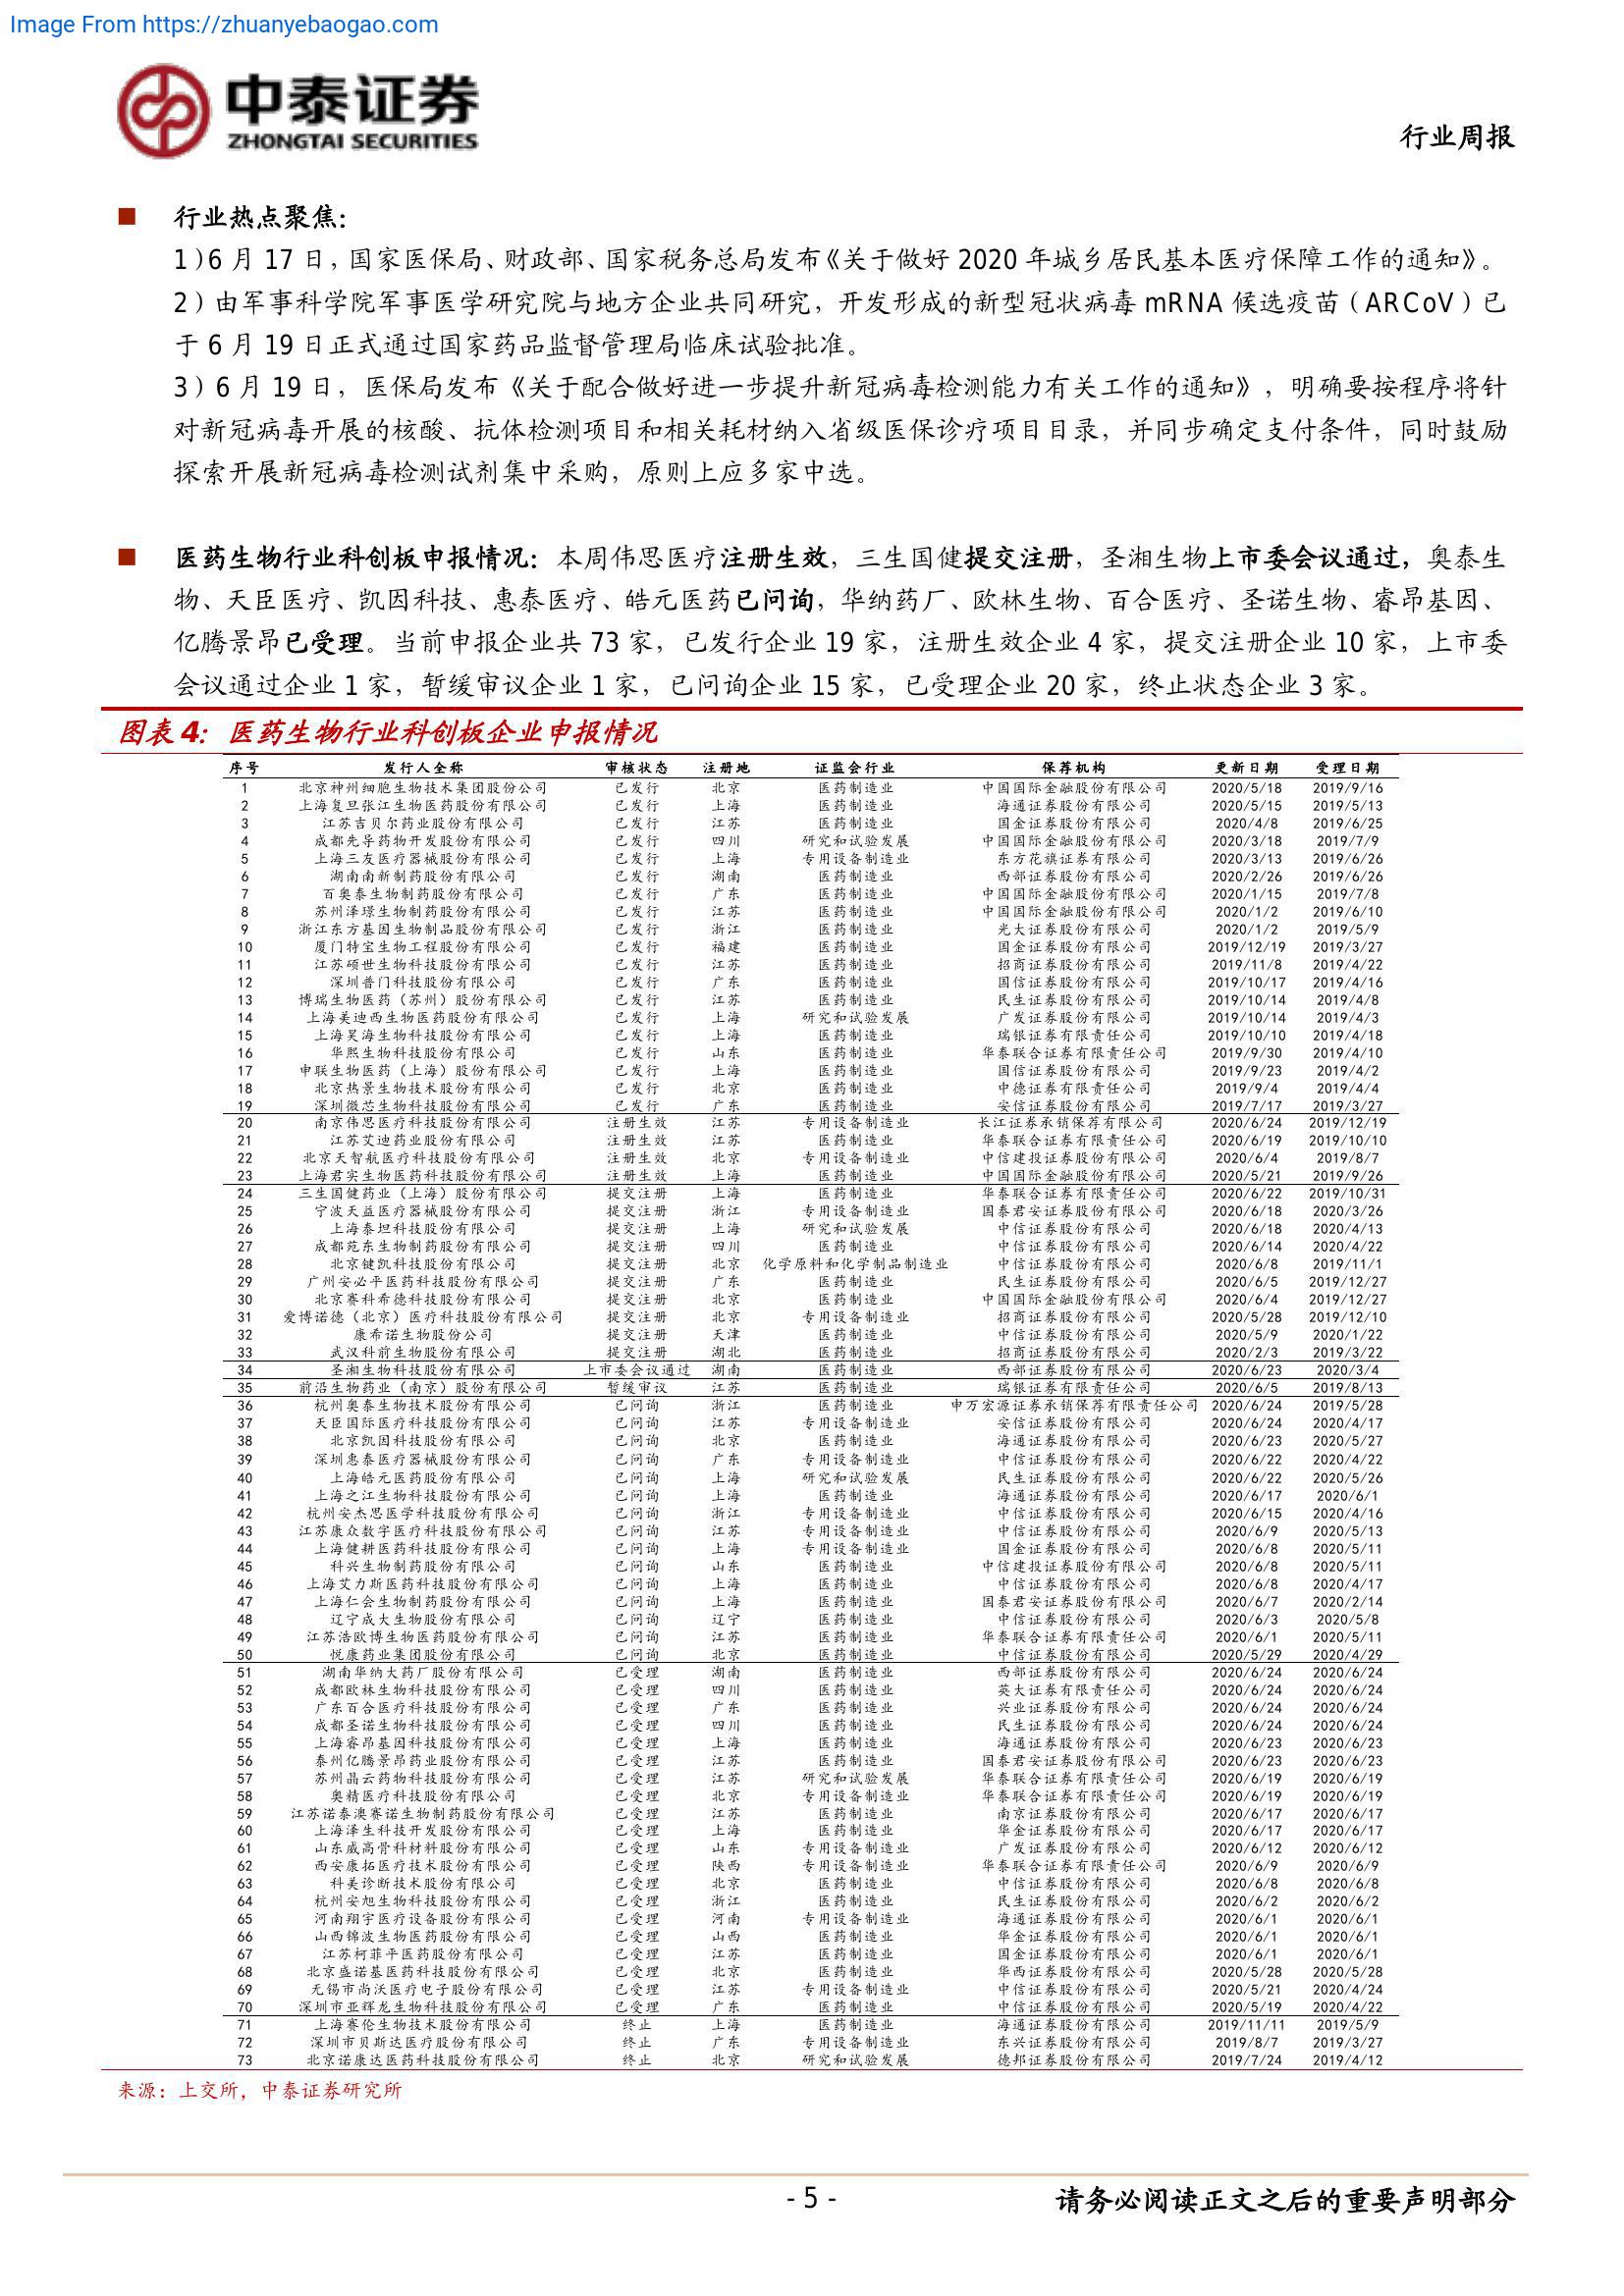 Image From https://zhuanyebaogao.com
中泰证券
ZHONGTAI SECURITIES
行业周报
■ 行业热点聚焦：
1）6 月 17 日，国家医保局、财政部、国家税务总局发布《关于做好 2020 年城乡居民基本医疗保障工作的通知》。
2）由军事科学院军事医学研究院与地方企业共同研究，开发形成的新型冠状病毒 mRNA 候选疫苗（ARCoV）已
于 6 月 19 日正式通过国家药品监督管理局临床试验批准。
3）6 月 19 日，医保局发布《关于配合做好进一步提升新冠病毒检测能力有关工作的通知》，明确要按程序将针
对新冠病毒开展的核酸、抗体检测项目和相关耗材纳入省级医保诊疗项目目录，并同步确定支付条件，同时鼓励
探索开展新冠病毒检测试剂集中采购，原则上应多家中选。
■ 医药生物行业科创板申报情况：本周伟思医疗注册生效，三生国健提交注册，圣湘生物上市委会议通过，奥泰生
物、天臣医疗、凯因科技、惠泰医疗、皓元医药已问询，华纳药厂、欧林生物、百合医疗、圣诺生物、睿昂基因、
亿腾景昂已受理。当前申报企业共 73 家，已发行企业 19 家，注册生效企业 4 家，提交注册企业 10 家，上市委
会议通过企业 1 家，暂缓审议企业 1 家，已问询企业 15 家，已受理企业 20 家，终止状态企业 3 家。
图表 4：医药生物行业科创板企业申报情况
序号 发行人全称 审核状态 注册地 证监会行业 保荐机构 更新日期 受理日期
1 北京神州细胞生物技术集团股份公司 已发行 北京 医药制造业 中国国际金融股份有限公司 2020/5/18 2019/9/16
2 上海复旦张江生物医药股份有限公司 已发行 上海 医药制造业 海通证券股份有限公司 2020/5/15 2019/5/13
3 江苏吉贝尔药业股份有限公司 已发行 江苏 医药制造业 国金证券股份有限公司 2020/4/8 2019/6/25
4 成都先导药物开发股份有限公司 已发行 四川 研究和试验发展 中国国际金融股份有限公司 2020/3/18 2019/7/9
5 上海三友医疗器械股份有限公司 已发行 上海 专用设备制造业 东方花旗证券有限公司 2020/3/13 2019/6/26
6 湖南南新制药股份有限公司 已发行 湖南 医药制造业 西部证券股份有限公司 2020/2/26 2019/6/26
7 百奥泰生物制药股份有限公司 已发行 广东 医药制造业 中国国际金融股份有限公司 2020/1/15 2019/7/8
8 苏州泽璟生物制药股份有限公司 已发行 江苏 医药制造业 中国国际金融股份有限公司 2020/1/2 2019/6/10
9 浙江东方基因生物制品股份有限公司 已发行 浙江 医药制造业 光大证券股份有限公司 2020/1/2 2019/5/9
10 厦门特宝生物工程股份有限公司 已发行 福建 医药制造业 国金证券股份有限公司 2019/12/19 2019/3/27
11 江苏硕世生物科技股份有限公司 已发行 江苏 医药制造业 招商证券股份有限公司 2019/11/8 2019/4/22
12 深圳普门科技股份有限公司 已发行 广东 医药制造业 国信证券股份有限公司 2019/10/17 2019/4/16
13 博瑞生物医药（苏州）股份有限公司 已发行 江苏 医药制造业 民生证券股份有限公司 2019/10/14 2019/4/8
14 上海美迪西生物医药股份有限公司 已发行 上海 研究和试验发展 广发证券股份有限公司 2019/10/14 2019/4/3
15 上海昊海生物科技股份有限公司 已发行 上海 医药制造业 瑞银证券有限责任公司 2019/10/10 2019/4/18
16 华熙生物科技股份有限公司 已发行 山东 医药制造业 华泰联合证券有限责任公司 2019/9/30 2019/4/10
17 申联生物医药（上海）股份有限公司 已发行 上海 医药制造业 国信证券股份有限公司 2019/9/23 2019/4/2
18 北京热景生物技术股份有限公司 已发行 北京 医药制造业 中德证券有限责任公司 2019/9/4 2019/4/4
19 深圳微芯生物科技股份有限公司 已发行 广东 医药制造业 安信证券股份有限公司 2019/7/17 2019/3/27
20 南京伟思医疗科技股份有限公司 注册生效 江苏 专用设备制造业 长江证券承销保荐有限公司 2020/6/24 2019/12/19
21 江苏艾迪药业股份有限公司 注册生效 江苏 医药制造业 华泰联合证券有限责任公司 2020/6/19 2019/10/10
22 北京天智航医疗科技股份有限公司 注册生效 北京 专用设备制造业 中信建投证券股份有限公司 2020/6/4 2019/8/7
23 上海君实生物医药科技股份有限公司 注册生效 上海 医药制造业 中国国际金融股份有限公司 2020/5/21 2019/9/26
24 三生国健药业（上海）股份有限公司 提交注册 上海 医药制造业 华泰联合证券有限责任公司 2020/6/22 2019/10/31
25 宁波天益医疗器械股份有限公司 提交注册 浙江 专用设备制造业 国泰君安证券股份有限公司 2020/6/18 2020/3/26
26 上海泰坦科技股份有限公司 提交注册 上海 研究和试验发展 中信证券股份有限公司 2020/6/18 2020/4/13
27 成都苑东生物制药股份有限公司 提交注册 四川 医药制造业 中信证券股份有限公司 2020/6/14 2020/4/22
28 北京键凯科技股份有限公司 提交注册 北京 化学原料和化学制品制造业 中信证券股份有限公司 2020/6/8 2019/11/1
29 广州安必平医药科技股份有限公司 提交注册 广东 医药制造业 民生证券股份有限公司 2020/6/5 2019/12/27
30 北京赛科希德科技股份有限公司 提交注册 北京 医药制造业 中国国际金融股份有限公司 2020/6/4 2019/12/27
31 爱博诺德（北京）医疗科技股份有限公司 提交注册 北京 专用设备制造业 招商证券股份有限公司 2020/5/28 2019/12/10
32 康希诺生物股份公司 提交注册 天津 医药制造业 中信证券股份有限公司 2020/5/9 2020/1/22
33 武汉科前生物股份有限公司 提交注册 湖北 医药制造业 招商证券股份有限公司 2020/2/3 2019/3/22
34 圣湘生物科技股份有限公司 上市委会议通过 湖南 医药制造业 西部证券股份有限公司 2020/6/23 2020/3/4
35 前沿生物药业（南京）股份有限公司 暂缓审议 江苏 医药制造业 瑞银证券有限责任公司 2020/6/5 2019/8/13
36 杭州奥泰生物技术股份有限公司 已问询 浙江 医药制造业 申万宏源证券承销保荐有限责任公司 2020/6/24 2019/5/28
37 天臣国际医疗科技股份有限公司 已问询 江苏 专用设备制造业 安信证券股份有限公司 2020/6/24 2020/4/17
38 北京凯因科技股份有限公司 已问询 北京 医药制造业 海通证券股份有限公司 2020/6/23 2020/5/27
39 深圳惠泰医疗器械股份有限公司 已问询 广东 专用设备制造业 中信证券股份有限公司 2020/6/22 2020/4/22
40 上海皓元医药股份有限公司 已问询 上海 研究和试验发展 民生证券股份有限公司 2020/6/22 2020/5/26
41 上海之江生物科技股份有限公司 已问询 上海 医药制造业 海通证券股份有限公司 2020/6/17 2020/6/1
42 杭州安杰思医学科技股份有限公司 已问询 浙江 专用设备制造业 中信证券股份有限公司 2020/6/15 2020/4/16
43 江苏康众数字医疗科技股份有限公司 已问询 江苏 专用设备制造业 中信证券股份有限公司 2020/6/9 2020/5/13
44 上海健耕医药科技股份有限公司 已问询 上海 专用设备制造业 国金证券股份有限公司 2020/6/8 2020/5/11
45 科兴生物制药股份有限公司 已问询 山东 医药制造业 中信建投证券股份有限公司 2020/6/8 2020/5/11
46 上海艾力斯医药科技股份有限公司 已问询 上海 医药制造业 中信证券股份有限公司 2020/6/8 2020/4/17
47 上海仁会生物制药股份有限公司 已问询 上海 医药制造业 国泰君安证券股份有限公司 2020/6/7 2020/2/14
48 辽宁成大生物股份有限公司 已问询 辽宁 医药制造业 中信证券股份有限公司 2020/6/3 2020/5/8
49 江苏浩欧博生物医药股份有限公司 已问询 江苏 医药制造业 华泰联合证券有限责任公司 2020/6/1 2020/5/11
50 悦康药业集团股份有限公司 已问询 北京 医药制造业 中信证券股份有限公司 2020/5/29 2020/4/29
51 湖南华纳大药厂股份有限公司 已受理 湖南 医药制造业 西部证券股份有限公司 2020/6/24 2020/6/24
52 成都欧林生物科技股份有限公司 已受理 四川 医药制造业 英大证券有限责任公司 2020/6/24 2020/6/24
53 广东百合医疗科技股份有限公司 已受理 广东 医药制造业 兴业证券股份有限公司 2020/6/24 2020/6/24
54 成都圣诺生物科技股份有限公司 已受理 四川 医药制造业 民生证券股份有限公司 2020/6/24 2020/6/24
55 上海睿昂基因科技股份有限公司 已受理 上海 医药制造业 海通证券股份有限公司 2020/6/23 2020/6/23
56 泰州亿腾景昂药业股份有限公司 已受理 江苏 医药制造业 国泰君安证券股份有限公司 2020/6/23 2020/6/23
57 苏州晶云药物科技股份有限公司 已受理 江苏 研究和试验发展 华泰联合证券有限责任公司 2020/6/19 2020/6/19
58 奥精医疗科技股份有限公司 已受理 北京 专用设备制造业 华泰联合证券有限责任公司 2020/6/19 2020/6/19
59 江苏诺泰澳赛诺生物制药股份有限公司 已受理 江苏 医药制造业 南京证券股份有限公司 2020/6/17 2020/6/17
60 上海泽生科技开发股份有限公司 已受理 上海 医药制造业 华金证券股份有限公司 2020/6/17 2020/6/17
61 山东威高骨科材料股份有限公司 已受理 山东 专用设备制造业 广发证券股份有限公司 2020/6/12 2020/6/12
62 西安康拓医疗技术股份有限公司 已受理 陕西 专用设备制造业 华泰联合证券有限责任公司 2020/6/9 2020/6/9
63 科美诊断技术股份有限公司 已受理 北京 医药制造业 中信证券股份有限公司 2020/6/8 2020/6/8
64 杭州安旭生物科技股份有限公司 已受理 浙江 医药制造业 民生证券股份有限公司 2020/6/2 2020/6/2
65 河南翔宇医疗设备股份有限公司 已受理 河南 专用设备制造业 海通证券股份有限公司 2020/6/1 2020/6/1
66 山西锦波生物医药股份有限公司 已受理 山西 医药制造业 华金证券股份有限公司 2020/6/1 2020/6/1
67 江苏柯菲平医药股份有限公司 已受理 江苏 医药制造业 国金证券股份有限公司 2020/6/1 2020/6/1
68 北京盛诺基医药科技股份有限公司 已受理 北京 医药制造业 华西证券股份有限公司 2020/5/28 2020/5/28
69 无锡市尚沃医疗电子股份有限公司 已受理 江苏 专用设备制造业 中信证券股份有限公司 2020/5/21 2020/4/24
70 深圳市亚辉龙生物科技股份有限公司 已受理 广东 医药制造业 中信证券股份有限公司 2020/5/19 2020/4/22
71 上海赛伦生物技术股份有限公司 终止 上海 医药制造业 海通证券股份有限公司 2019/11/11 2019/5/9
72 深圳市贝斯达医疗股份有限公司 终止 广东 专用设备制造业 东兴证券股份有限公司 2019/8/7 2019/3/27
73 北京诺康达医药科技股份有限公司 终止 北京 研究和试验发展 德邦证券股份有限公司 2019/7/24 2019/4/12
来源：上交所，中泰证券研究所
- 5 -
请务必阅读正文之后的重要声明部分